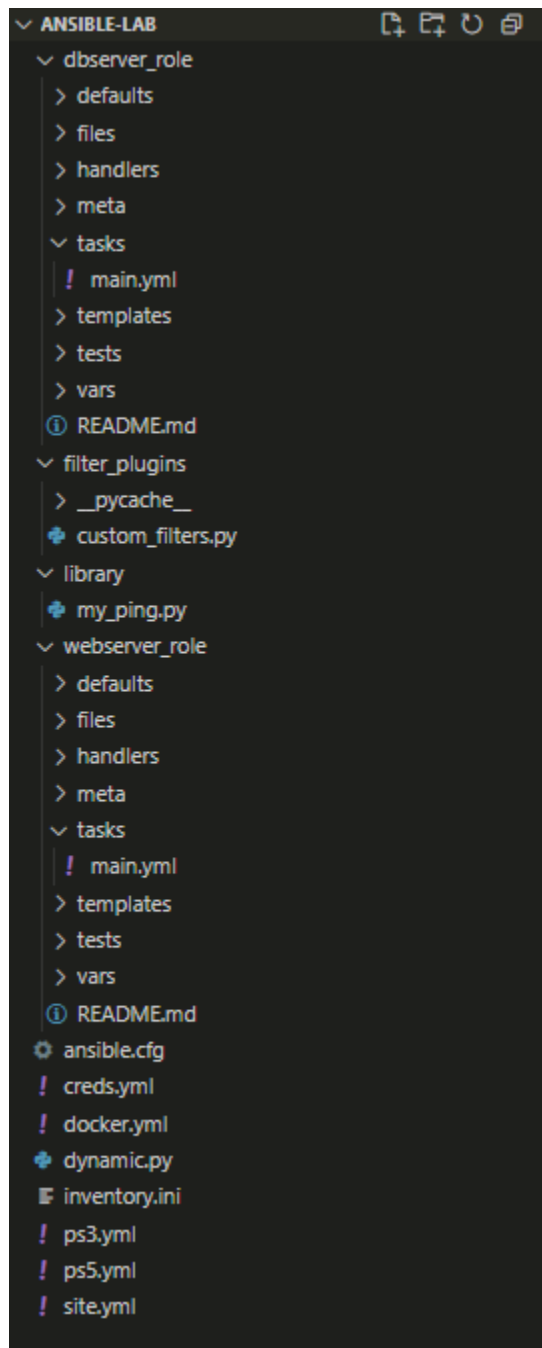 ANSIBLE-LAB
dbserver_role
defaults
files
handlers
meta
tasks
! main.yml
templates
tests
vars
README.md
filter_plugins
__pycache__
custom_filters.py
library
my_ping.py
webserver_role
defaults
files
handlers
meta
tasks
! main.yml
templates
tests
vars
README.md
ansible.cfg
! creds.yml
! docker.yml
dynamic.py
inventory.ini
! ps3.yml
! ps5.yml
! site.yml